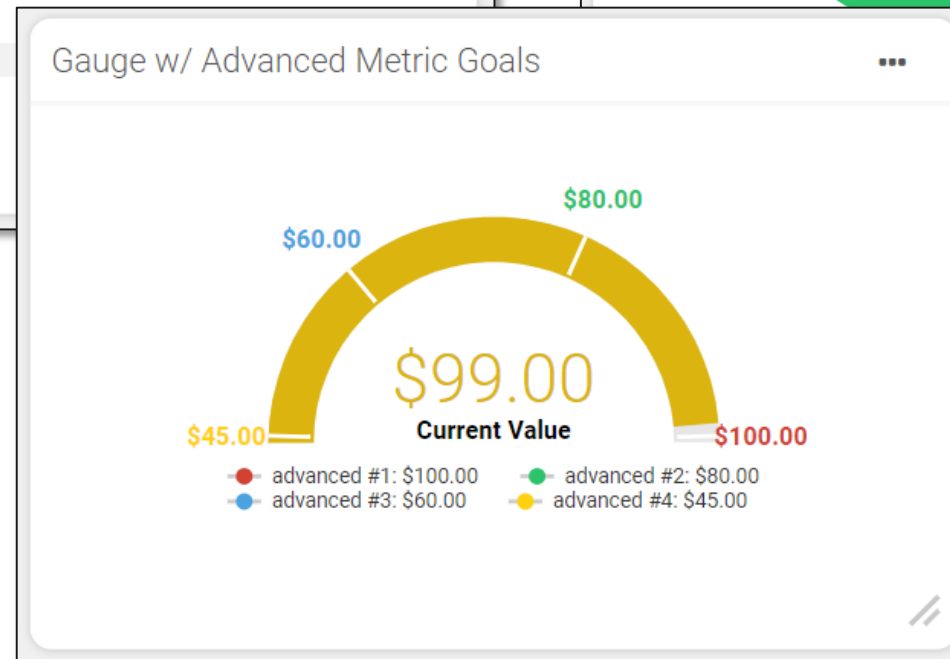 Gauge w/ Advanced Metric Goals
$80.00
$60.00
$99.00
Current Value
$45.00
$100.00
advanced #1: $100.00
advanced #2: $80.00
advanced #3: $60.00
advanced #4: $45.00